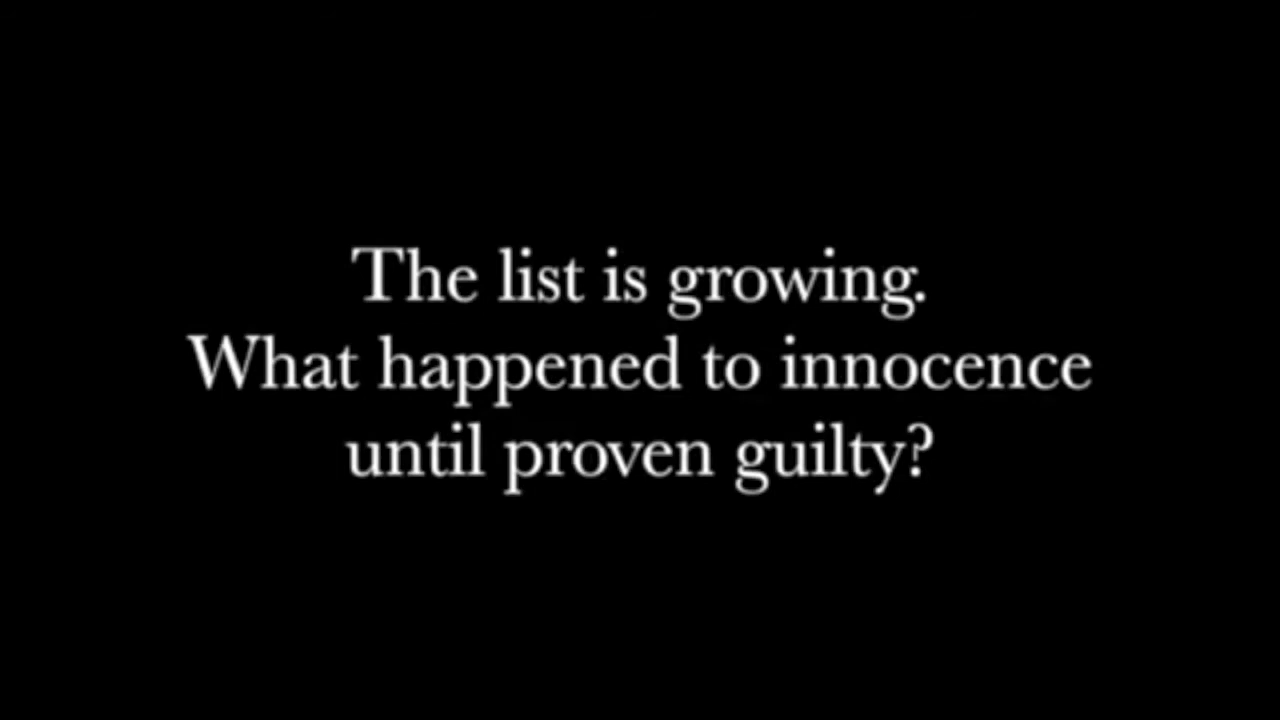 The list is growing.
What happened to innocence
until proven guilty?